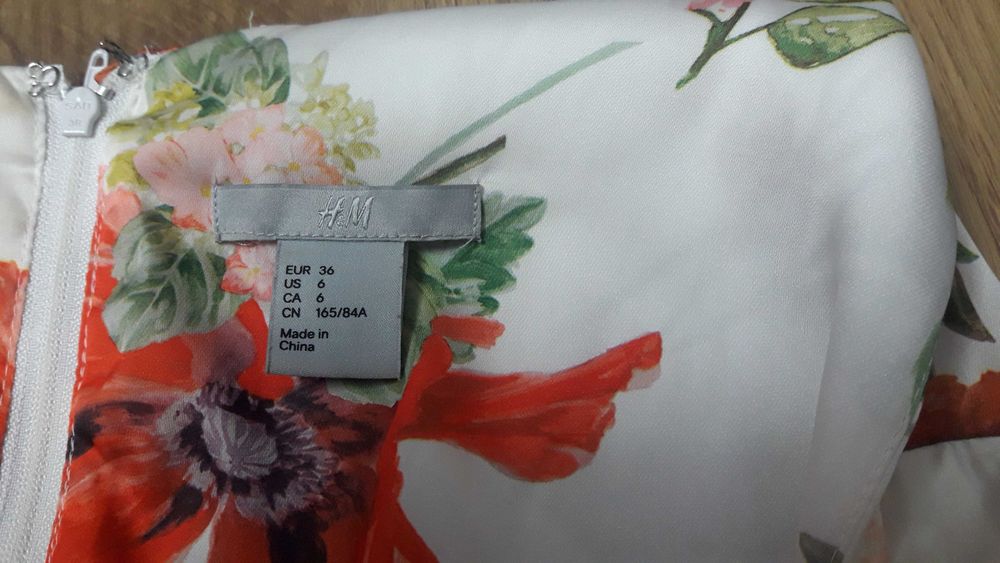 H&M
EUR 36
US 6
CA 6
CN 165/84A
Made in
China